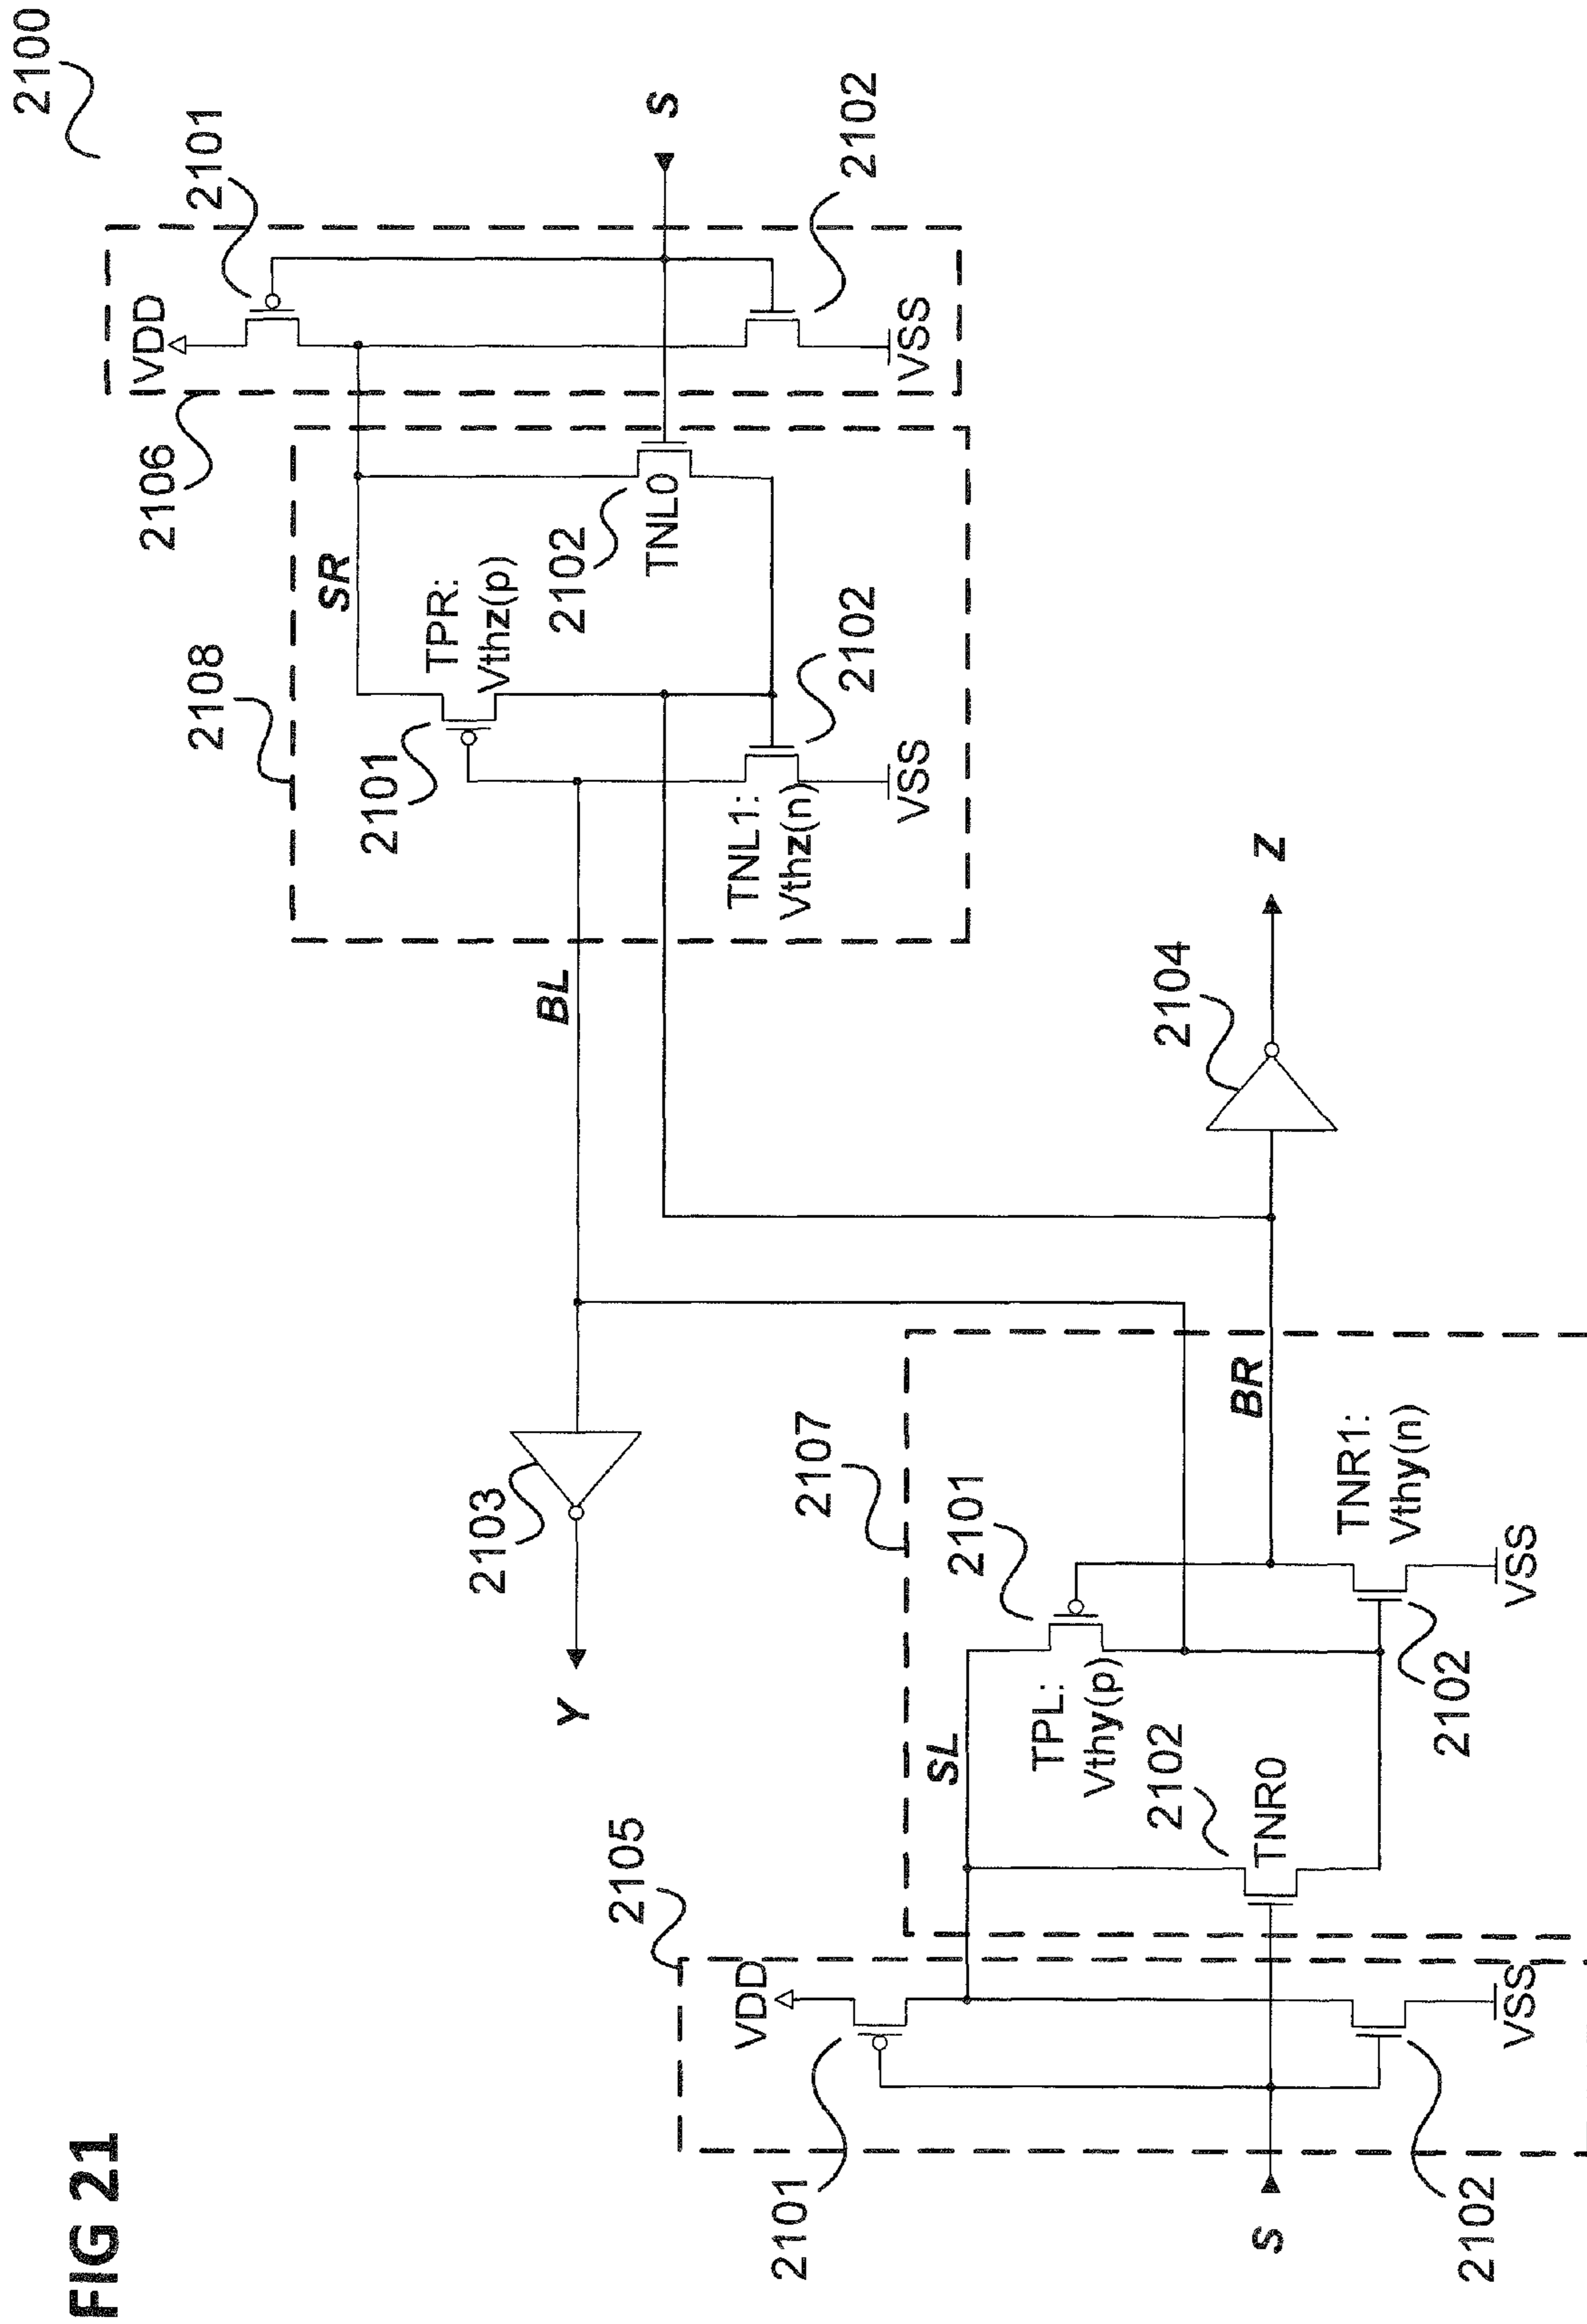 FIG 21
2100
2101
VDD
S
2102
VSS
2106
2108
SR
TPR:
Vthz(p)
2102
TNL0
2101
2102
TNL1:
Vthz(n)
VSS
BL
2103
Y
2104
Z
2107
BR
2101
TNR1:
Vthy(n)
VSS
2102
SL
TPL:
Vthy(p)
2102
TNR0
2105
VDD
VSS
2101
S
2102